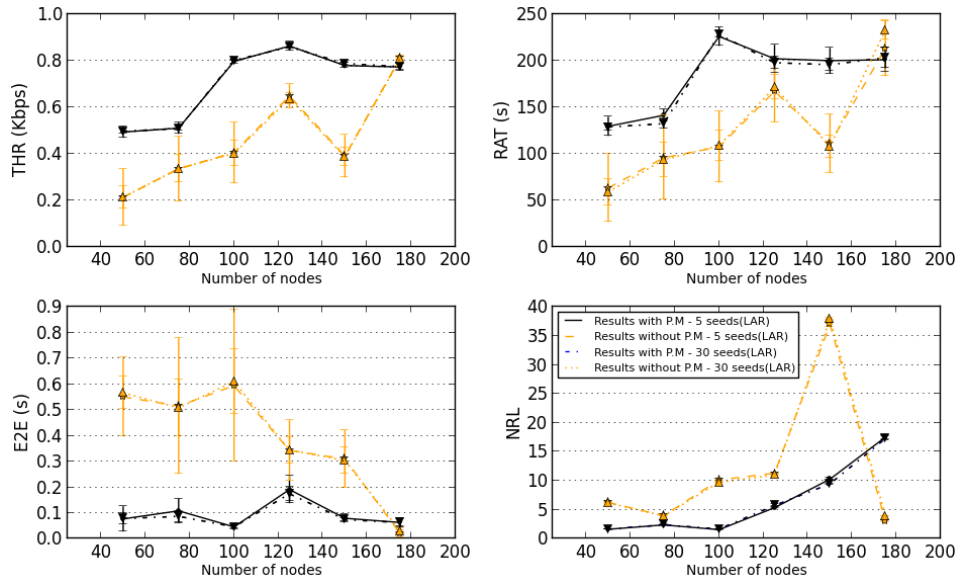 1.0
0.8
0.6
0.4
0.2
0.0
THR (Kbps)
40 60 80 100 120 140 160 180 200
Number of nodes
250
200
150
100
50
0
RAT (s)
40 60 80 100 120 140 160 180 200
Number of nodes
0.9
0.8
0.7
0.6
0.5
0.4
0.3
0.2
0.1
0.0
E2E (s)
40 60 80 100 120 140 160 180 200
Number of nodes
40
35
30
25
20
15
10
5
0
NRL
Results with P.M - 5 seeds(LAR)
Results without P.M - 5 seeds(LAR)
Results with P.M - 30 seeds(LAR)
Results without P.M - 30 seeds(LAR)
40 60 80 100 120 140 160 180 200
Number of nodes